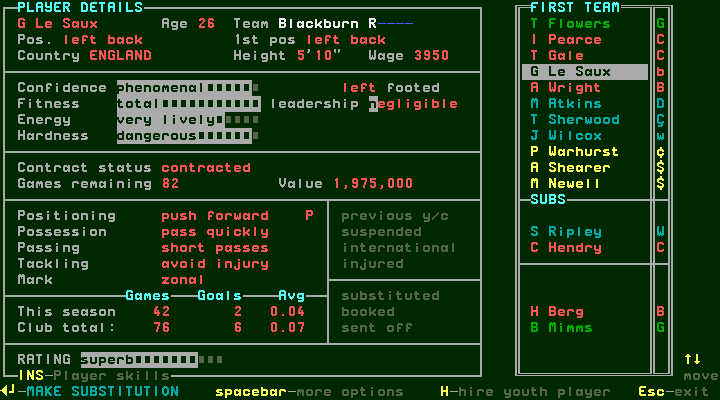 PLAYER DETAILS
G Le Saux Age 26 Team Blackburn R
Pos. left back 1st pos left back
Country ENGLAND Height 5'10" Wage 3950
Confidence phenomenal left footed
Fitness total leadership negligible
Energy very lively
Hardness dangerous
Contract status contracted
Games remaining 82 Value 1,975,000
Positioning push forward P
Possession pass quickly
Passing short passes
Tackling avoid injury
Mark zonal
previous y/c
suspended
international
injured
Games Goals Avg
This season 42 2 0.04
Club total: 76 6 0.07
substituted
booked
sent off
RATING superb
INS-Player skills
FIRST TEAM
T Flowers G
I Pearce C
T Gale C
G Le Saux b
A Wright B
M Atkins D
T Sherwood Ç
J Wilcox w
P Warhurst ¢
A Shearer $
M Newell $
SUBS
S Ripley W
C Hendry C
H Berg B
B Mimms G
↑↓
move
↵-MAKE SUBSTITUTION spacebar-more options H-hire youth player Esc-exit